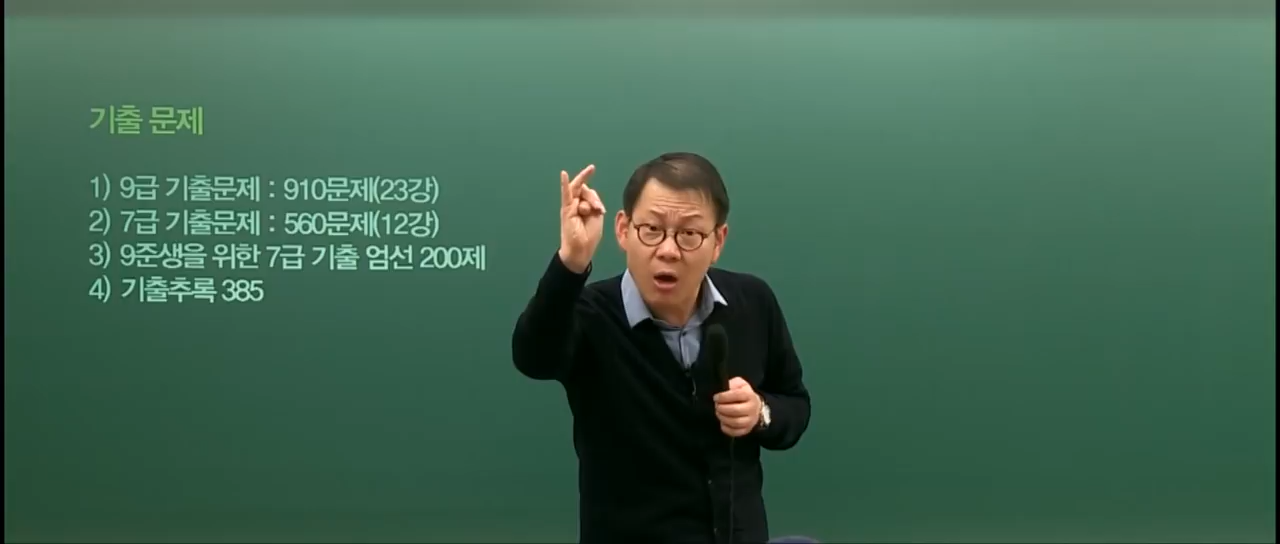 기출 문제
1) 9급 기출문제 : 910문제(23강)
2) 7급 기출문제 : 560문제(12강)
3) 9준생을 위한 7급 기출 엄선 200제
4) 기출추록 385